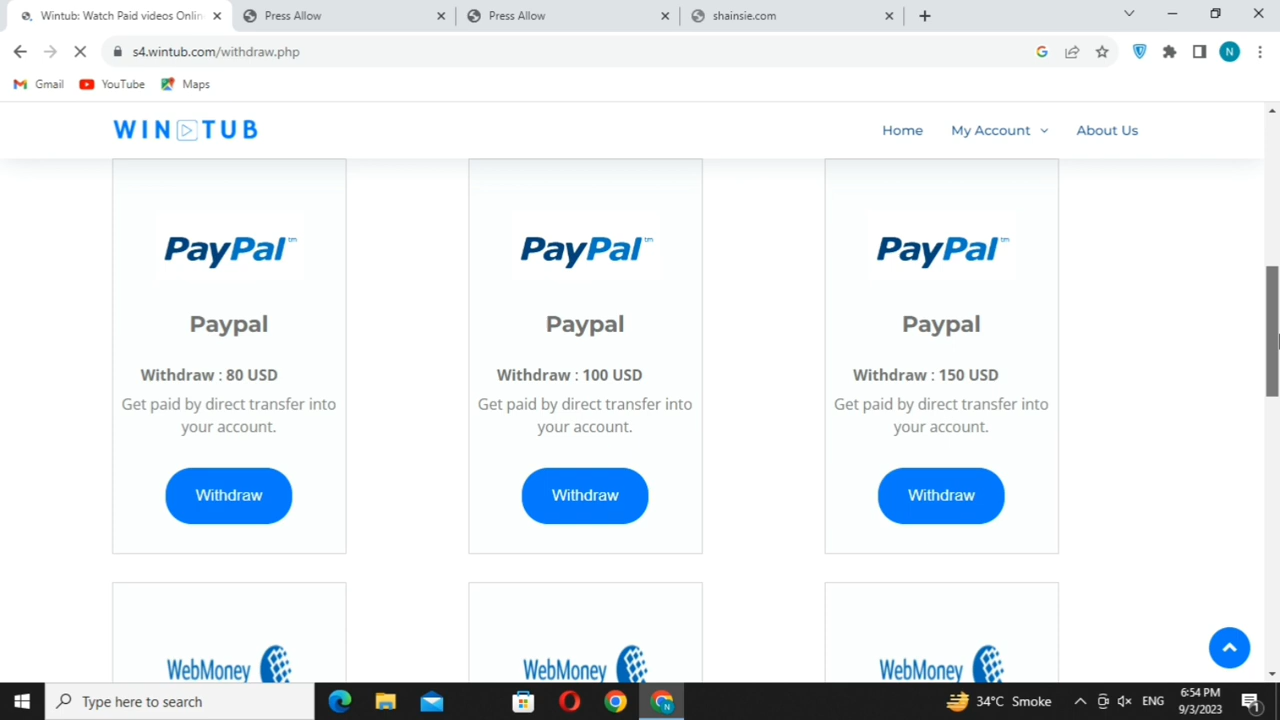 Wintub: Watch Paid videos Onlin
Press Allow
Press Allow
shainsie.com
s4.wintub.com/withdraw.php
G
N
Gmail
YouTube
Maps
WIN TUB
Home
My Account
About Us
PayPal™
PayPal™
PayPal™
Paypal
Paypal
Paypal
Withdraw : 80 USD
Withdraw : 100 USD
Withdraw : 150 USD
Get paid by direct transfer into
your account.
Get paid by direct transfer into
your account.
Get paid by direct transfer into
your account.
Withdraw
Withdraw
Withdraw
WebMoney
WebMoney
WebMoney
Type here to search
N
34°C Smoke
ENG
6:54 PM
9/3/2023
1